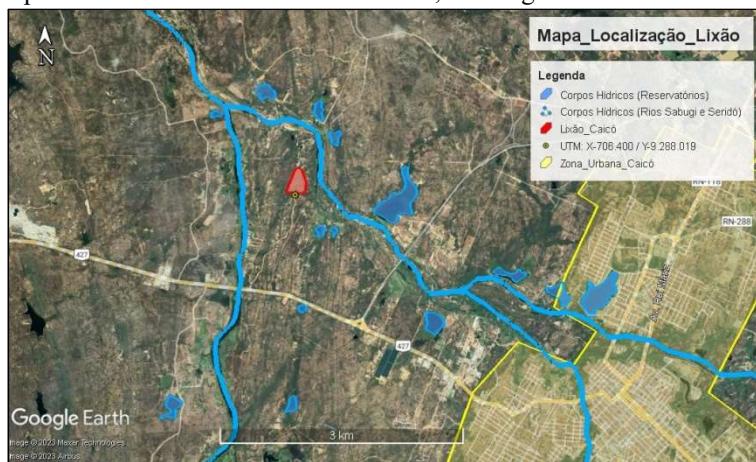 N
Mapa_Localização_Lixão
Legenda
Corpos Hídricos (Reservatórios)
Corpos Hídricos (Rios Sabugi e Seridó)
Lixão_Caicó
UTM: X-706.400 / Y-9.288.019
Zona_Urbana_Caicó
RN-118
RN-288
427
427
Google Earth
Image © 2023 Maxar Technologies
Image © 2023 Airbus
3 km